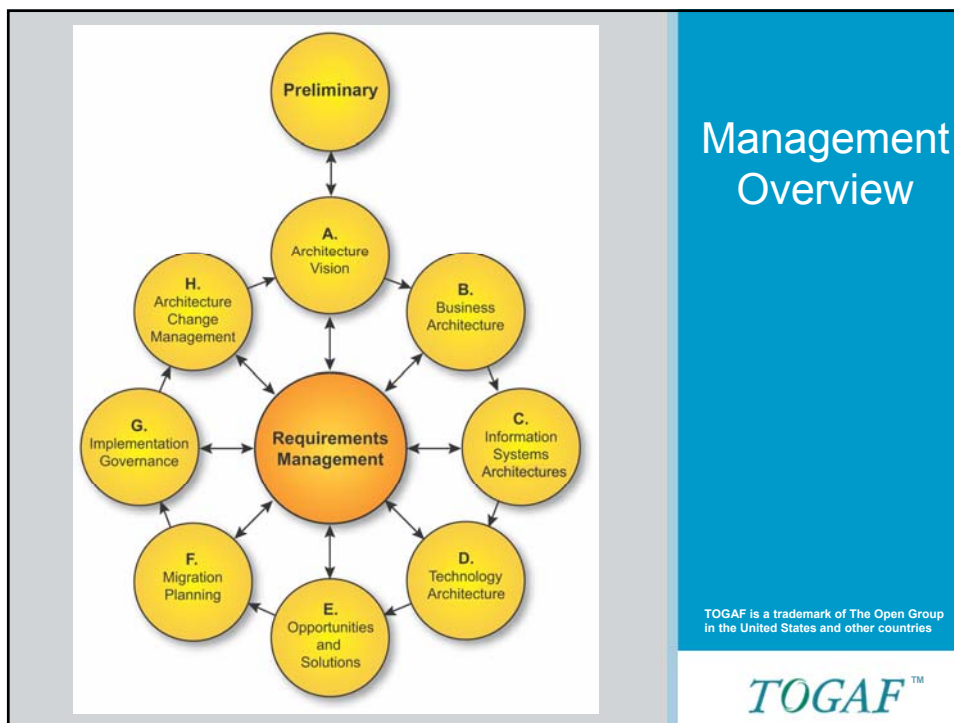 Preliminary
A.
Architecture
Vision
B.
Business
Architecture
C.
Information
Systems
Architectures
D.
Technology
Architecture
E.
Opportunities
and
Solutions
F.
Migration
Planning
G.
Implementation
Governance
H.
Architecture
Change
Management
Requirements
Management
Management
Overview
TOGAF is a trademark of The Open Group
in the United States and other countries
TOGAF™